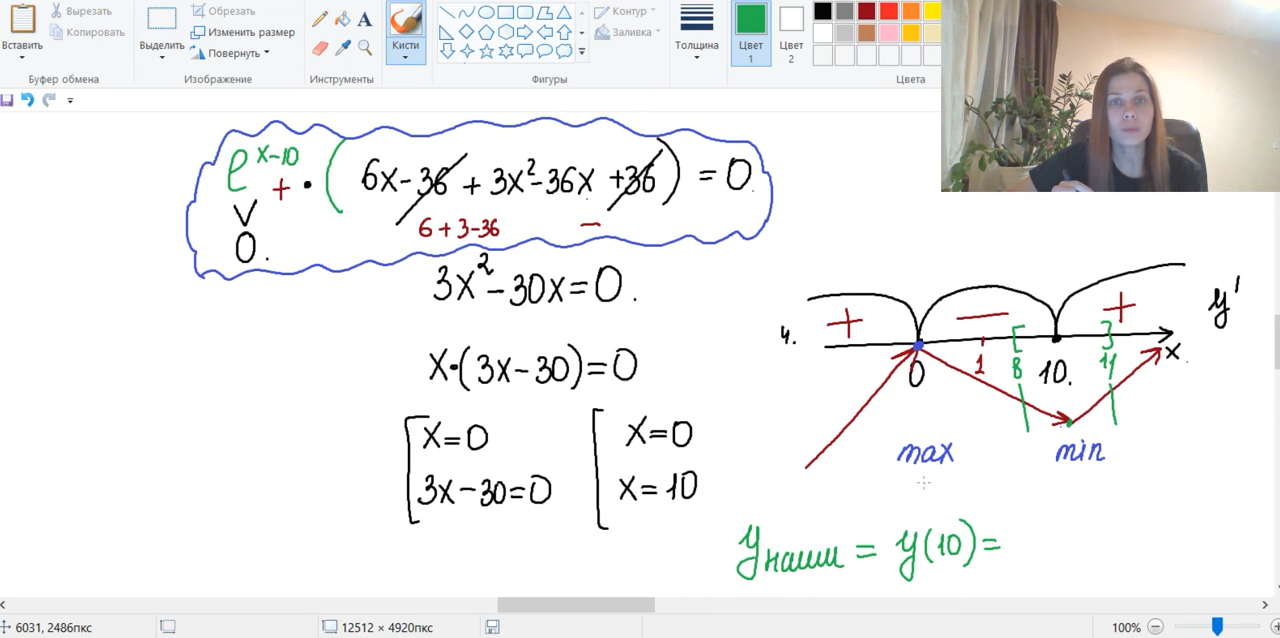 Вставить
Вырезать
Копировать
Буфер обмена
Выделить
Обрезать
Изменить размер
Повернуть
Изображение
Инструменты
Кисти
Контур
Заливка
Фигуры
Толщина
Цвет 1
Цвет 2
Цвета
e^{x-10} · (6x-36 + 3x²-36x +36) = 0
+
6+3-36 −
V
0.
3x²-30x=0.
x·(3x-30)=0
x=0
3x-30=0
x=0
x=10
4. + − + y'
0 1 [ 8 10. 11 ] x
max min
y наим = y(10)=
6031, 2486пкс
12512 × 4920пкс
100%